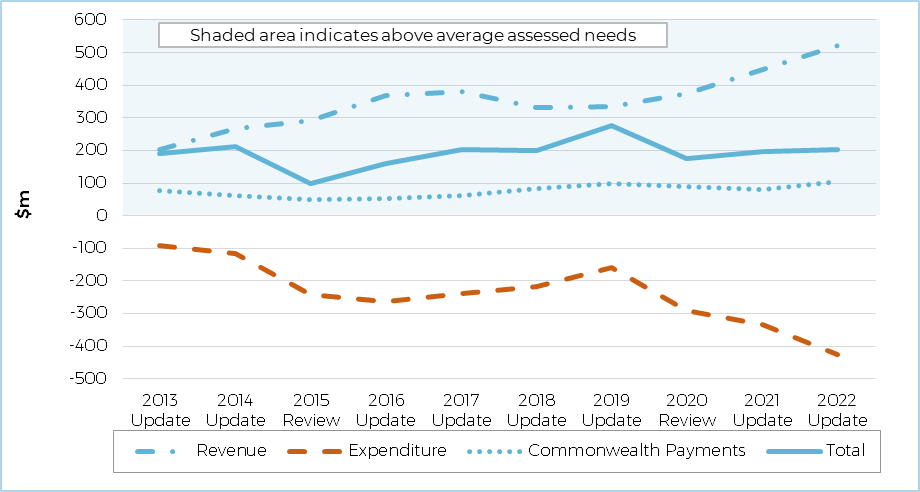 600
Shaded area indicates above average assessed needs
500
400
300
200
100
0
-100
-200
-300
-400
-500
$m
2013 2014 2015 2016 2017 2018 2019 2020 2021 2022
Update Update Review Update Update Update Update Review Update Update
Revenue Expenditure Commonwealth Payments Total